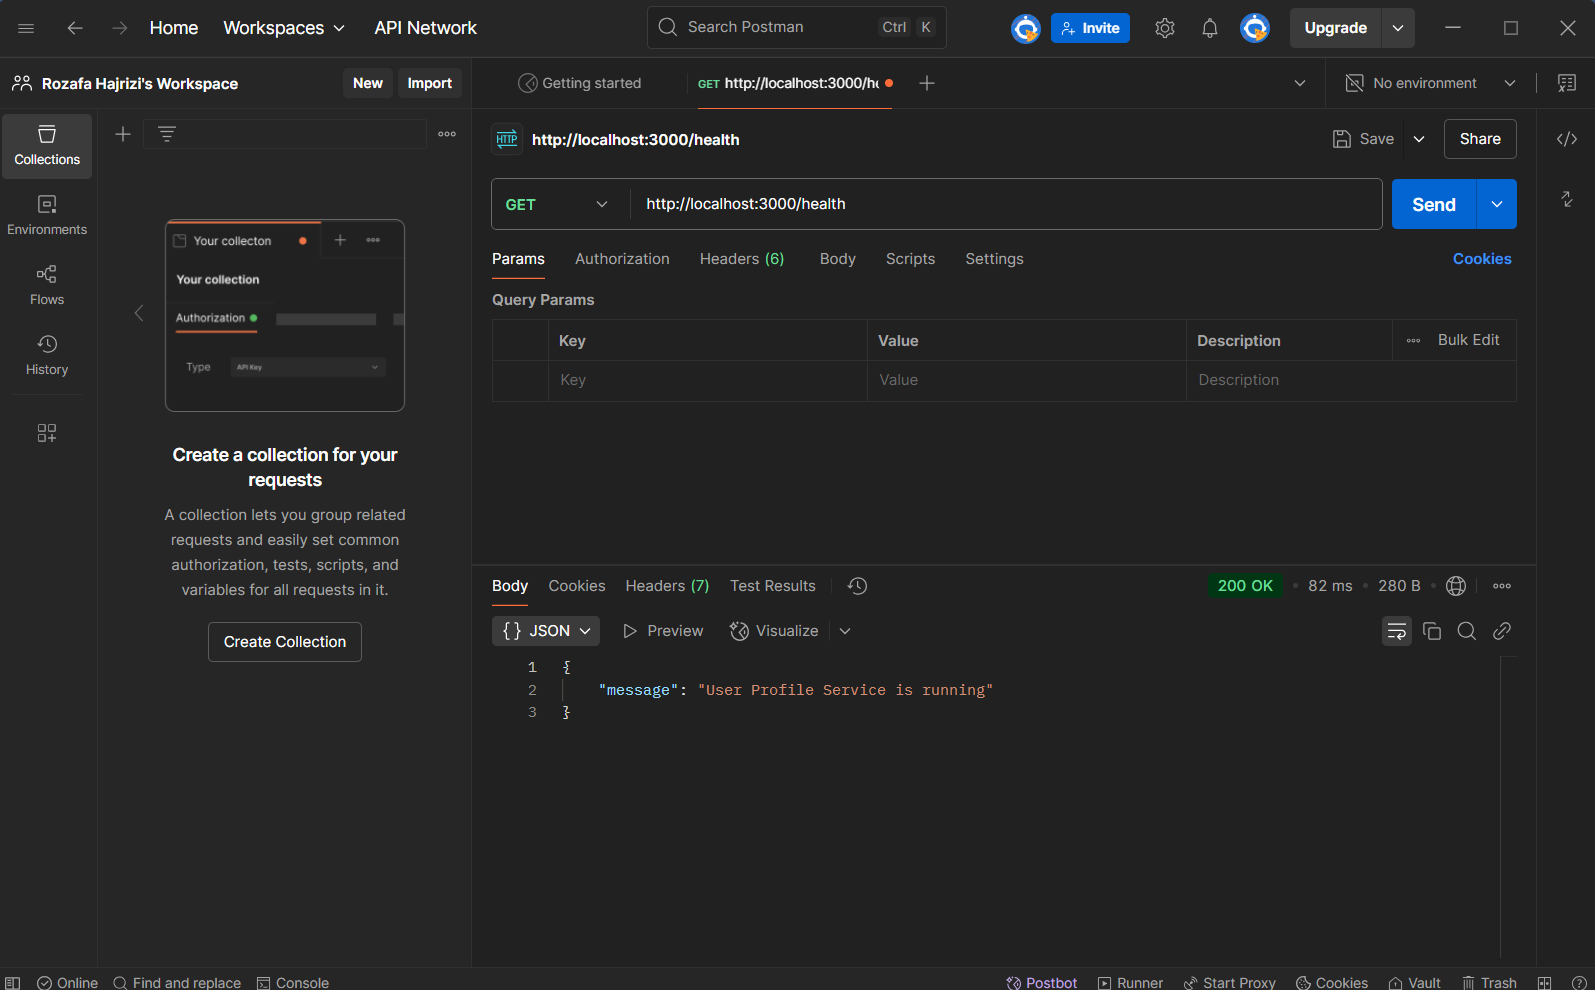 Home Workspaces API Network Search Postman Ctrl K Invite Upgrade
Rozafa Hajrizi's Workspace New Import Getting started GET http://localhost:3000/he No environment
Collections
Environments
Flows
History
Your collecton
Your collection
Authorization
Type API Key
Create a collection for your
requests
A collection lets you group related
requests and easily set common
authorization, tests, scripts, and
variables for all requests in it.
Create Collection
HTTP http://localhost:3000/health Save Share
GET http://localhost:3000/health Send
Params Authorization Headers (6) Body Scripts Settings Cookies
Query Params
Key Value Description Bulk Edit
Key Value Description
Body Cookies Headers (7) Test Results 200 OK 82 ms 280 B
{} JSON Preview Visualize
1 {
2 "message": "User Profile Service is running"
3 }
Online Find and replace Console Postbot Runner Start Proxy Cookies Vault Trash